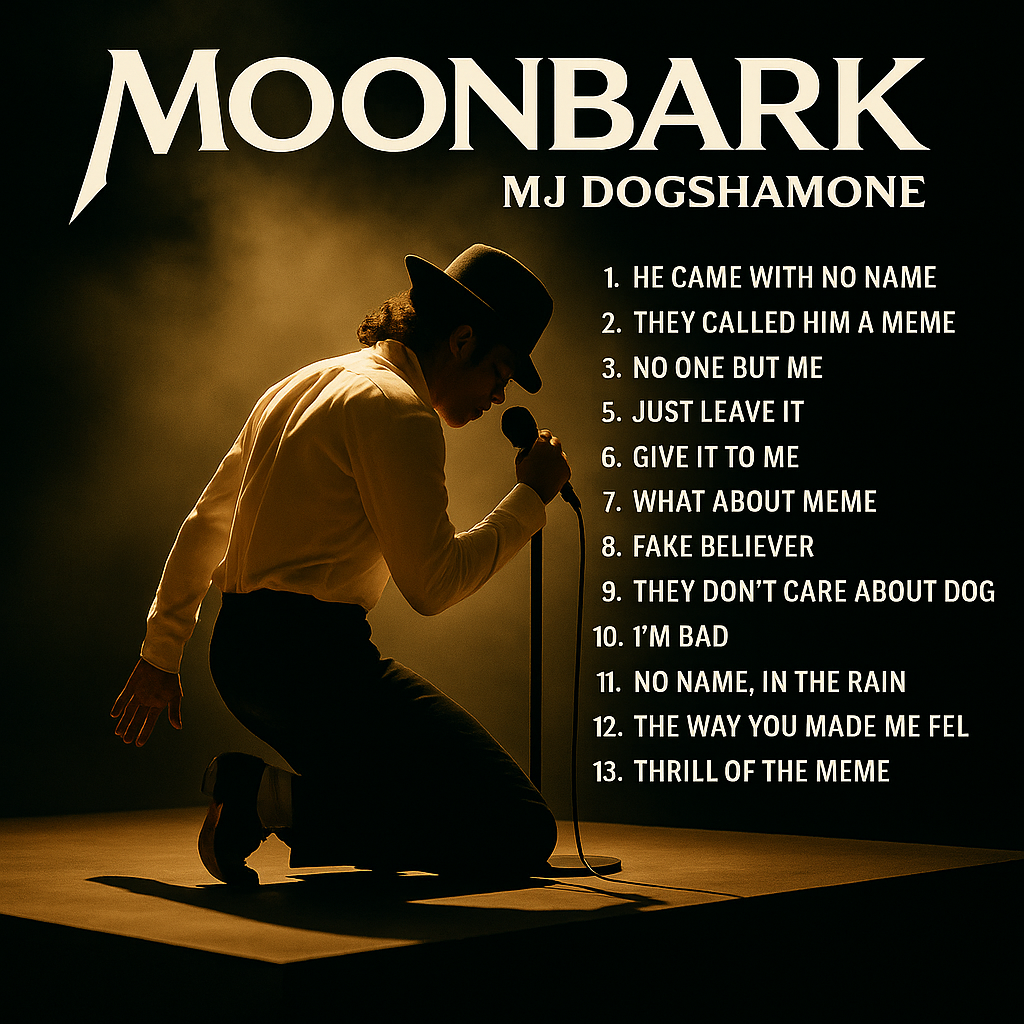 MOONBARK
MJ DOGSHAMONE
1. HE CAME WITH NO NAME
2. THEY CALLED HIM A MEME
3. NO ONE BUT ME
5. JUST LEAVE IT
6. GIVE IT TO ME
7. WHAT ABOUT MEME
8. FAKE BELIEVER
9. THEY DON'T CARE ABOUT DOG
10. I'M BAD
11. NO NAME, IN THE RAIN
12. THE WAY YOU MADE ME FEL
13. THRILL OF THE MEME